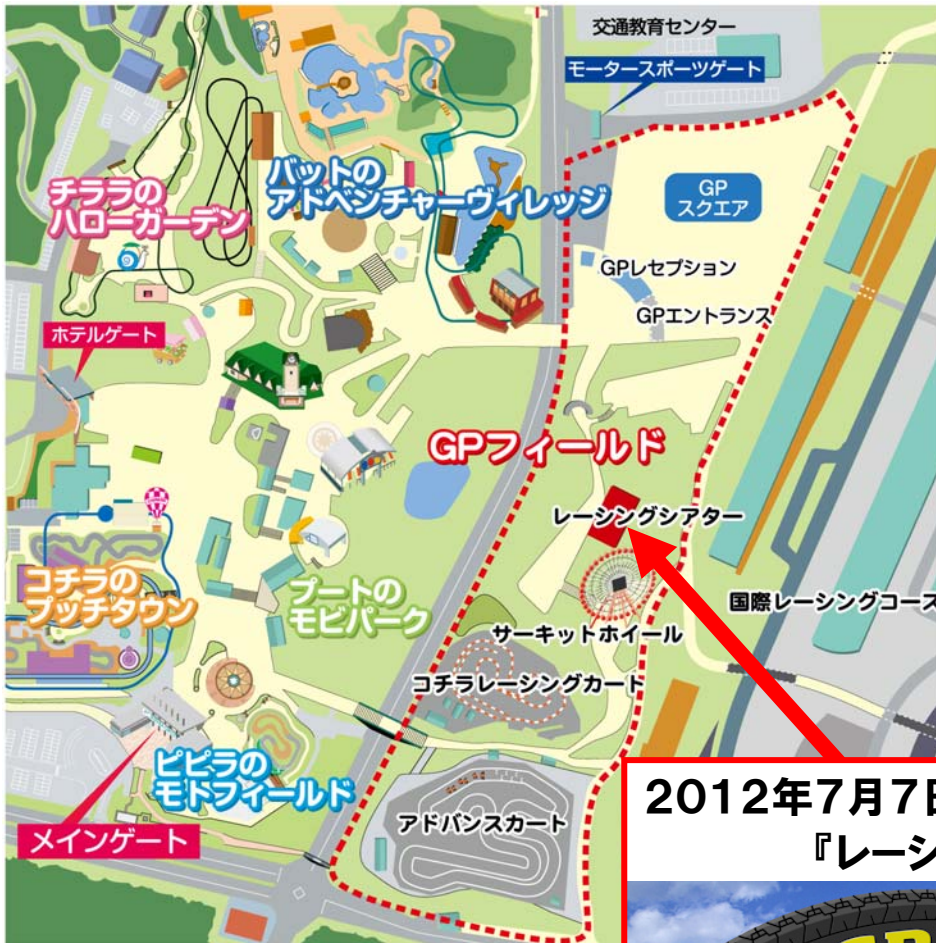 交通教育センター
モータースポーツゲート
チララの
ハローガーデン
バットの
アドベンチャーヴィレッジ
GP
スクエア
GPレセプション
GPエントランス
ホテルゲート
GPフィールド
レーシングシアター
コチラの
プッチタウン
プートの
モビパーク
国際レーシングコース
サーキットホイール
コチラレーシングカート
ピピラの
モトフィールド
アドバンスカート
メインゲート
2012年7月7日
『レーシ